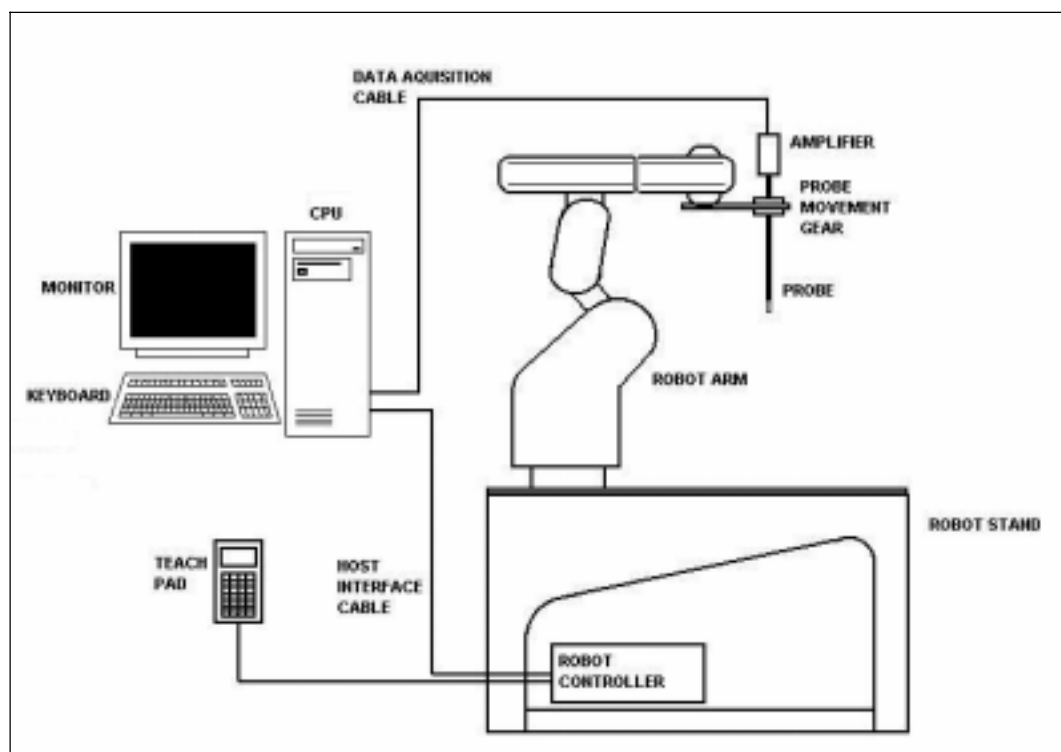 DATA AQUISITION
CABLE
AMPLIFIER
PROBE
MOVEMENT
GEAR
CPU
MONITOR
PROBE
KEYBOARD
ROBOT ARM
ROBOT STAND
TEACH
PAD
HOST
INTERFACE
CABLE
ROBOT
CONTROLLER